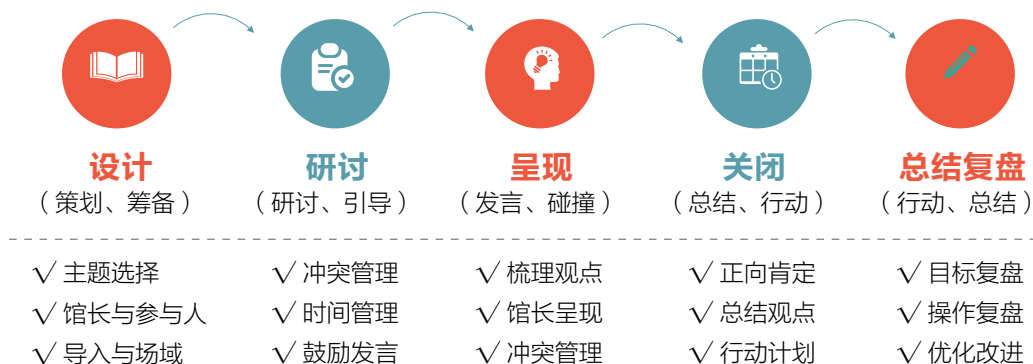 设计
（策划、筹备）
√ 主题选择
√ 馆长与参与人
√ 导入与场域
研讨
（研讨、引导）
√ 冲突管理
√ 时间管理
√ 鼓励发言
呈现
（发言、碰撞）
√ 梳理观点
√ 馆长呈现
√ 冲突管理
关闭
（总结、行动）
√ 正向肯定
√ 总结观点
√ 行动计划
总结复盘
（行动、总结）
√ 目标复盘
√ 操作复盘
√ 优化改进